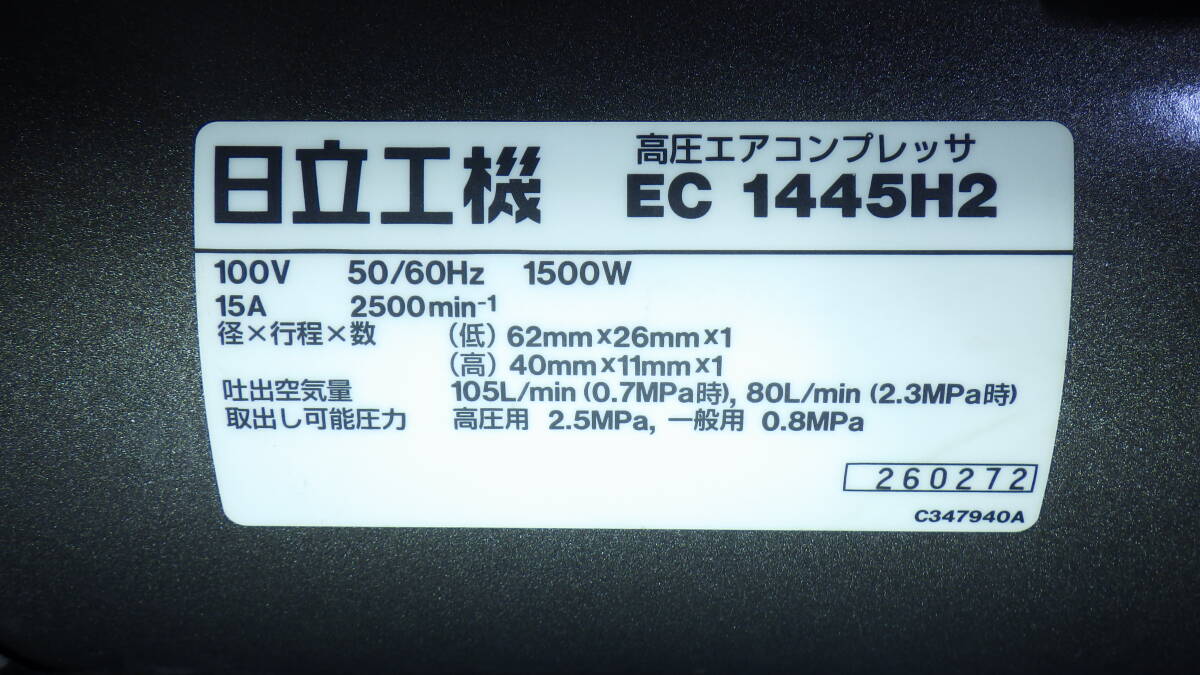 日立工機
高圧エアコンプレッサ
EC 1445H2
100V 50/60Hz 1500W
15A 2500min⁻¹
径×行程×数 (低) 62mm×26mm×1
(高) 40mm×11mm×1
吐出空気量 105L/min (0.7MPa時), 80L/min (2.3MPa時)
取出し可能圧力 高圧用 2.5MPa, 一般用 0.8MPa
260272
C347940A